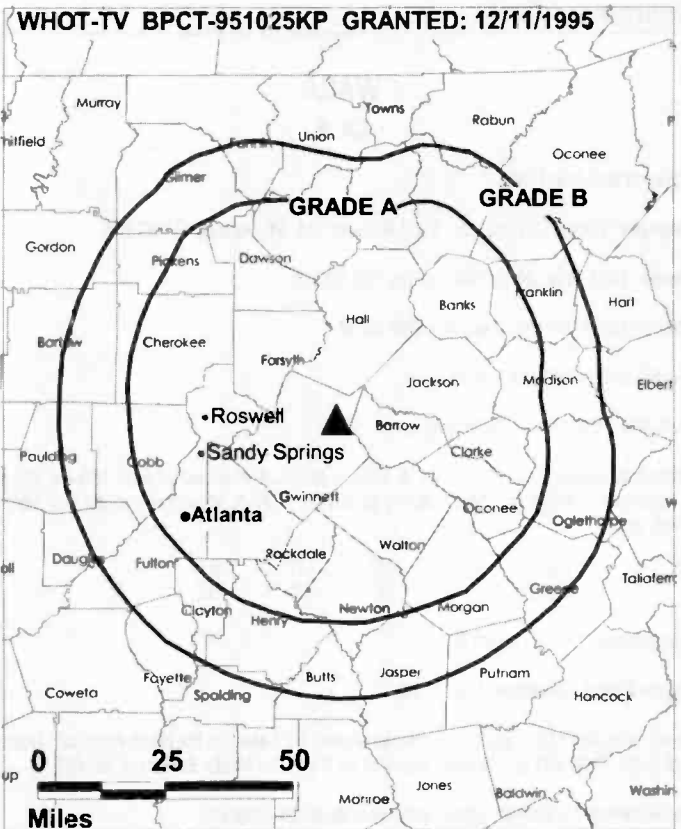 WHOT-TV BPCT-951025KP GRANTED: 12/11/1995
Murray
Towns
Rabun
Union
Oconee
Gilmer
GRADE A
GRADE B
Gordon
Pickens
Dawson
Franklin
Hart
Hall
Banks
Bartow
Cherokee
Forsyth
Jackson
Madison
Elbert
Roswell
Barrow
Paulding
Cobb
Sandy Springs
Clarke
Gwinnett
Oconee
Atlanta
Oglethorpe
Rockdale
Walton
Fulton
Greene
Clayton
Henry
Newton
Morgan
Fayette
Butts
Jasper
Putnam
Coweta
Spalding
Hancock
0 25 50
Miles
Monroe
Jones
Baldwin